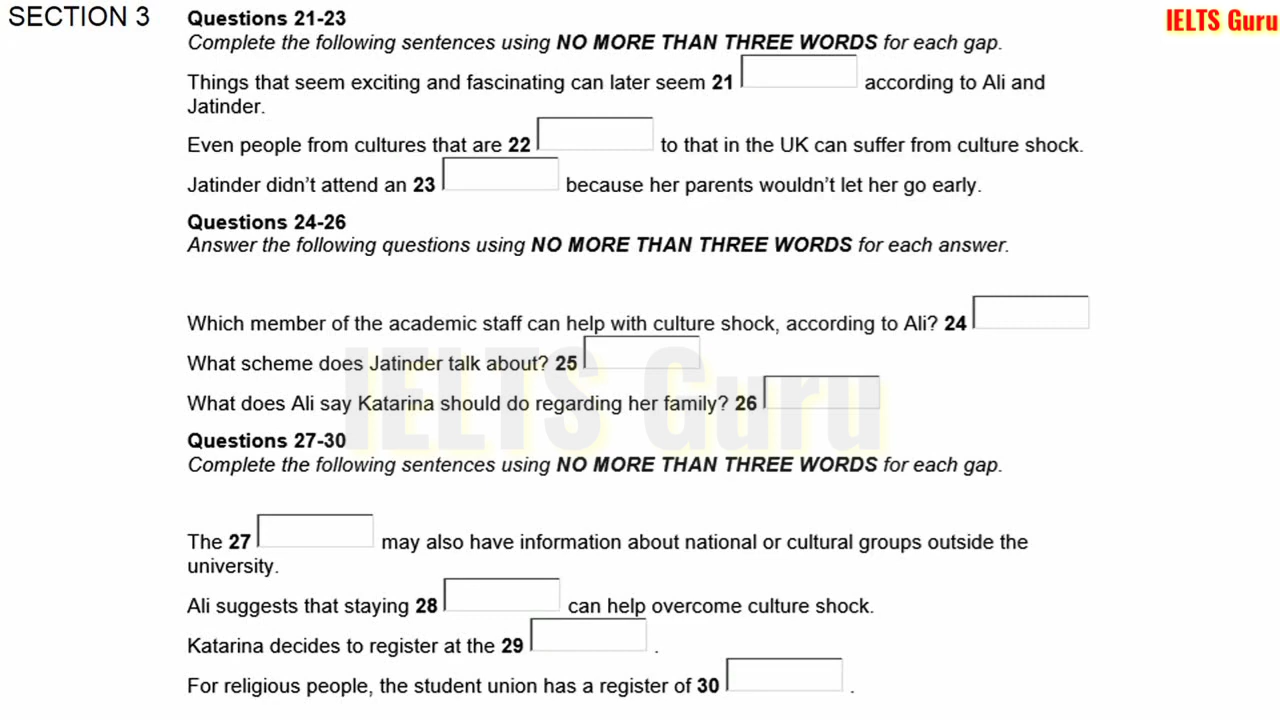 SECTION 3
IELTS Guru
Questions 21-23
Complete the following sentences using NO MORE THAN THREE WORDS for each gap.
Things that seem exciting and fascinating can later seem 21 according to Ali and
Jatinder.
Even people from cultures that are 22 to that in the UK can suffer from culture shock.
Jatinder didn't attend an 23 because her parents wouldn't let her go early.
Questions 24-26
Answer the following questions using NO MORE THAN THREE WORDS for each answer.
Which member of the academic staff can help with culture shock, according to Ali? 24
What scheme does Jatinder talk about? 25
What does Ali say Katarina should do regarding her family? 26
IELTS Guru
Questions 27-30
Complete the following sentences using NO MORE THAN THREE WORDS for each gap.
The 27 may also have information about national or cultural groups outside the
university.
Ali suggests that staying 28 can help overcome culture shock.
Katarina decides to register at the 29 .
For religious people, the student union has a register of 30 .